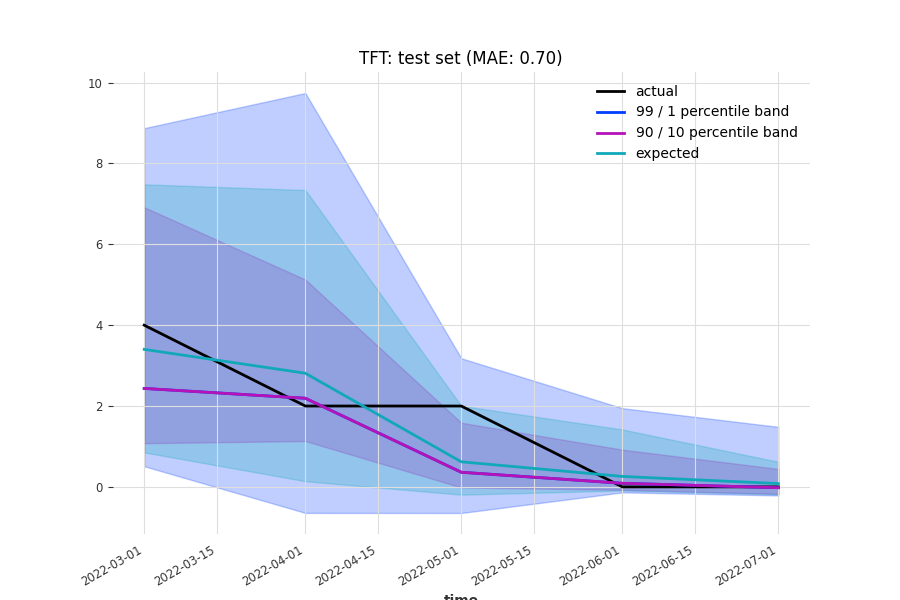 TFT: test set (MAE: 0.70)
actual
99 / 1 percentile band
90 / 10 percentile band
expected
10
8
6
4
2
0
2022-03-01
2022-03-15
2022-04-01
2022-04-15
2022-05-01
2022-05-15
2022-06-01
2022-06-15
2022-07-01
time